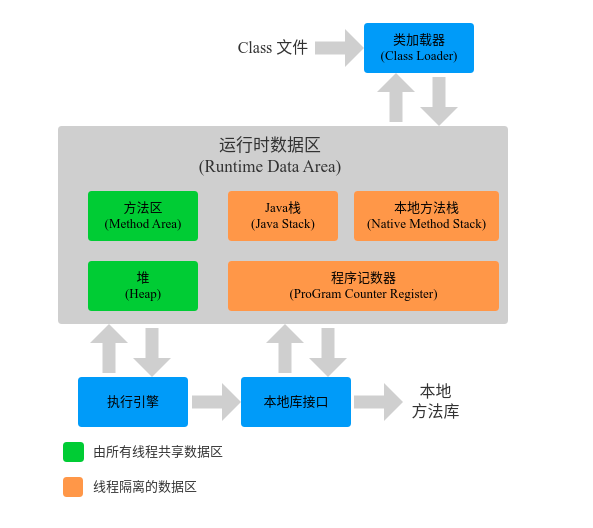 Class 文件
类加载器
(Class Loader)
运行时数据区
(Runtime Data Area)
方法区
(Method Area)
Java栈
(Java Stack)
本地方法栈
(Native Method Stack)
堆
(Heap)
程序记数器
(ProGram Counter Register)
执行引擎
本地库接口
本地
方法库
由所有线程共享数据区
线程隔离的数据区